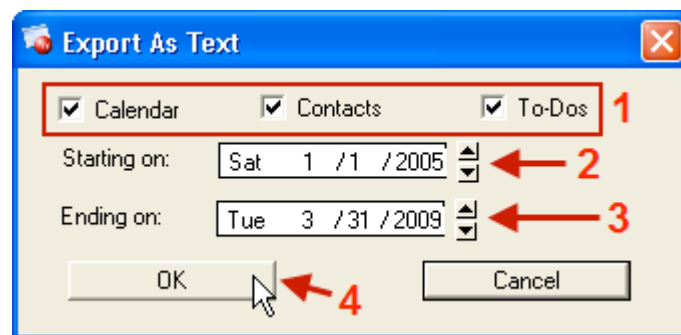 Export As Text
Calendar Contacts To-Dos 1
Starting on: Sat 1 /1 /2005 2
Ending on: Tue 3 /31 /2009 3
OK Cancel
4